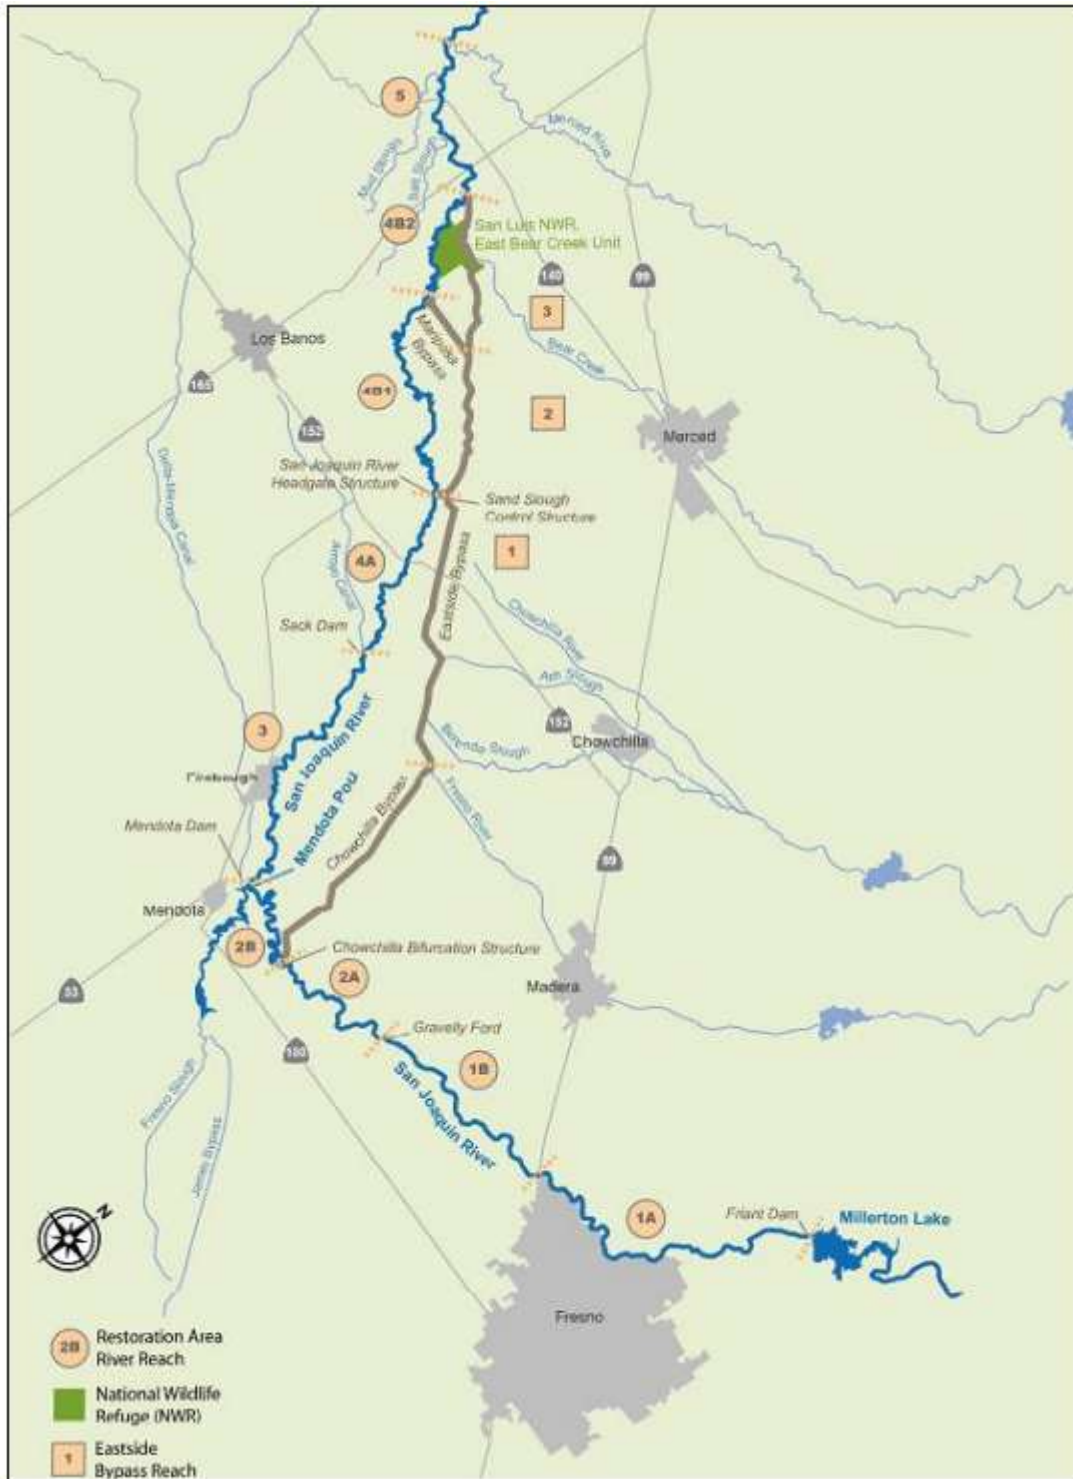 5
Merced River
Mud Slough
Salt Slough
4B2
San Luis NWR,
East Bear Creek Unit
140
99
3
Los Banos
Mariposa
Bypass
Bear Creek
165
4B1
2
152
Merced
Delta-Mendota Canal
San Joaquin River
Headgate Structure
Sand Slough
Control Structure
4A
1
Arroyo Canal
Eastside Bypass
Chowchilla River
Sack Dam
Ash Slough
3
152
Berenda Slough
Chowchilla
Firebaugh
San Joaquin River
Mendota Pool
Mendota Dam
Chowchilla Bypass
Fresno River
99
Mendota
2B
Chowchilla Bifurcation Structure
2A
33
Madera
Gravelly Ford
180
1B
San Joaquin River
Fresno Slough
James Bypass
N
1A
Friant Dam
Millerton Lake
Fresno
2B
Restoration Area
River Reach
National Wildlife
Refuge (NWR)
1
Eastside
Bypass Reach